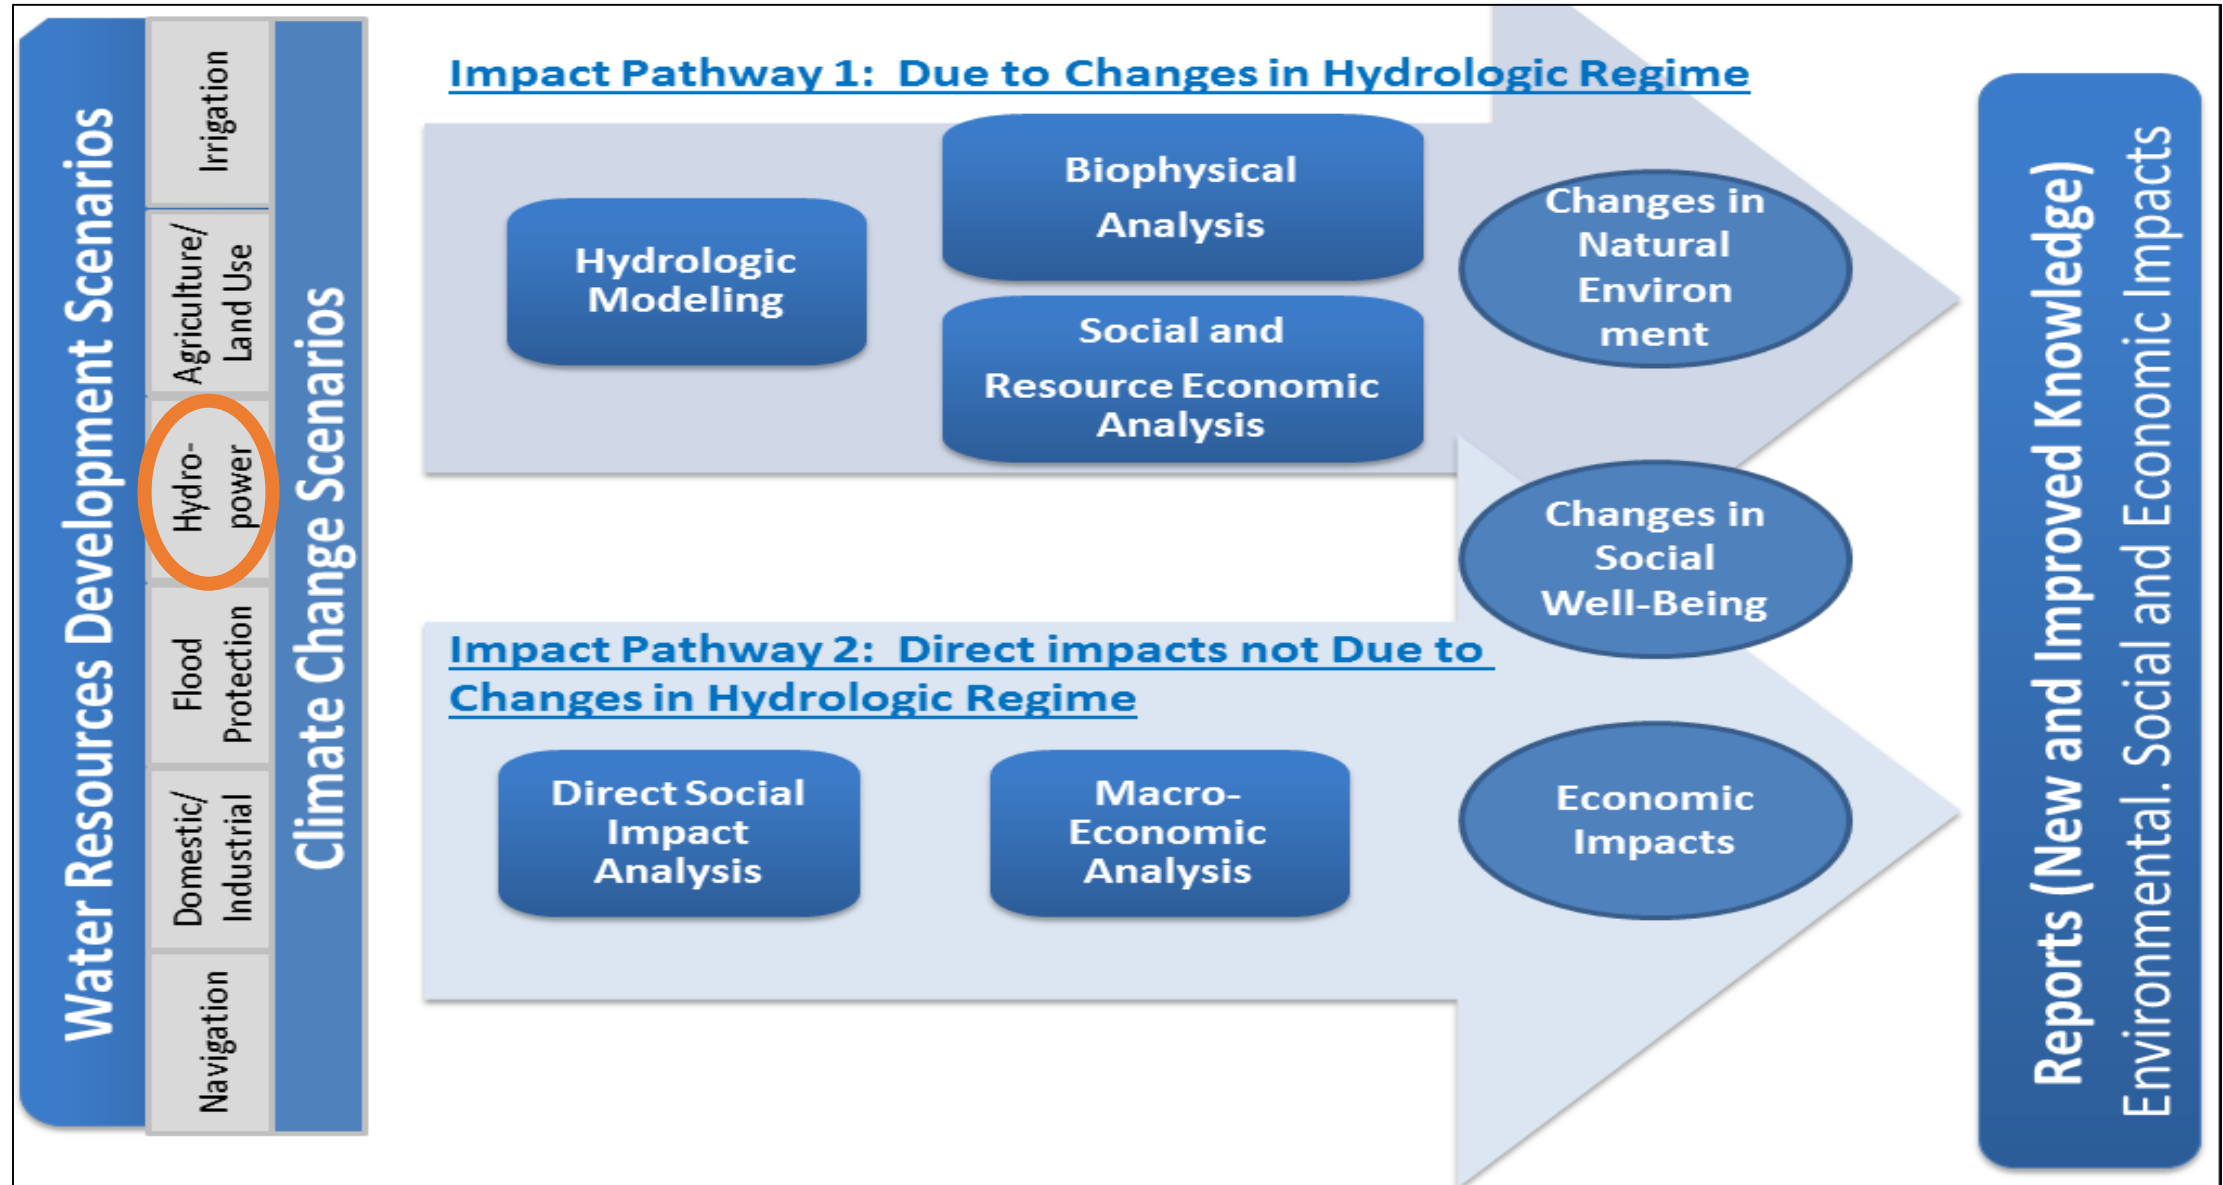 Water Resources Development Scenarios
Irrigation
Agriculture/
Land Use
Hydro-
power
Flood
Protection
Domestic/
Industrial
Navigation
Climate Change Scenarios
Impact Pathway 1: Due to Changes in Hydrologic Regime
Hydrologic
Modeling
Biophysical
Analysis
Social and
Resource Economic
Analysis
Changes in
Natural
Environ
ment
Changes in
Social
Well-Being
Impact Pathway 2: Direct impacts not Due to
Changes in Hydrologic Regime
Direct Social
Impact
Analysis
Macro-
Economic
Analysis
Economic
Impacts
Reports (New and Improved Knowledge)
Environmental. Social and Economic Impacts